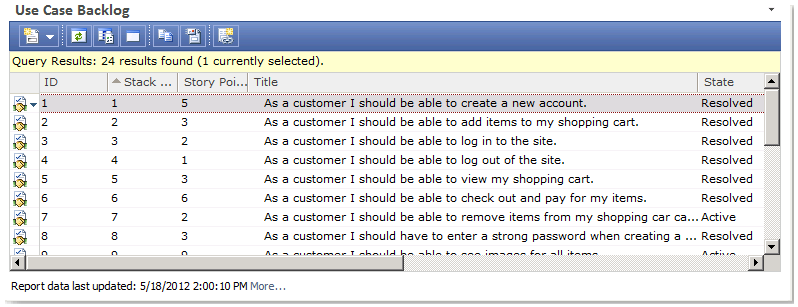 Use Case Backlog
Query Results: 24 results found (1 currently selected).
ID Stack ... Story Poi... Title State
1 1 5 As a customer I should be able to create a new account. Resolved
2 2 3 As a customer I should be able to add items to my shopping cart. Resolved
3 3 2 As a customer I should be able to log in to the site. Resolved
4 4 1 As a customer I should be able to log out of the site. Resolved
5 5 3 As a customer I should be able to view my shopping cart. Resolved
6 6 6 As a customer I should be able to check out and pay for my items. Resolved
7 7 2 As a customer I should be able to remove items from my shopping car ca... Active
8 8 3 As a customer I should have to enter a strong password when creating a ... Resolved
As a customer I should be able to see images for all items Active
Report data last updated: 5/18/2012 2:00:10 PM More...